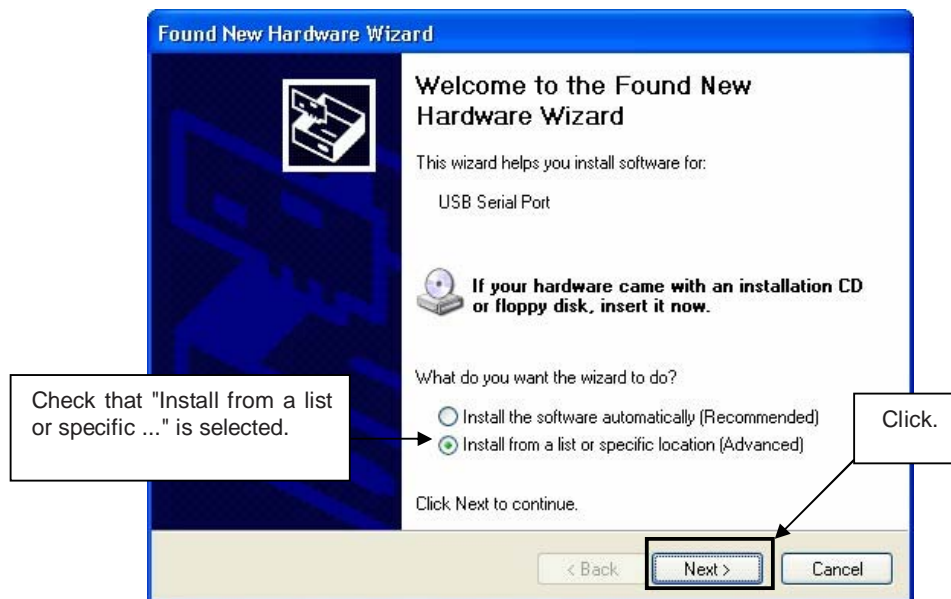 Found New Hardware Wizard
Welcome to the Found New
Hardware Wizard
This wizard helps you install software for:
USB Serial Port
If your hardware came with an installation CD
or floppy disk, insert it now.
What do you want the wizard to do?
Check that "Install from a list
or specific ..." is selected.
Install the software automatically (Recommended)
Install from a list or specific location (Advanced)
Click.
Click Next to continue.
< Back
Next >
Cancel